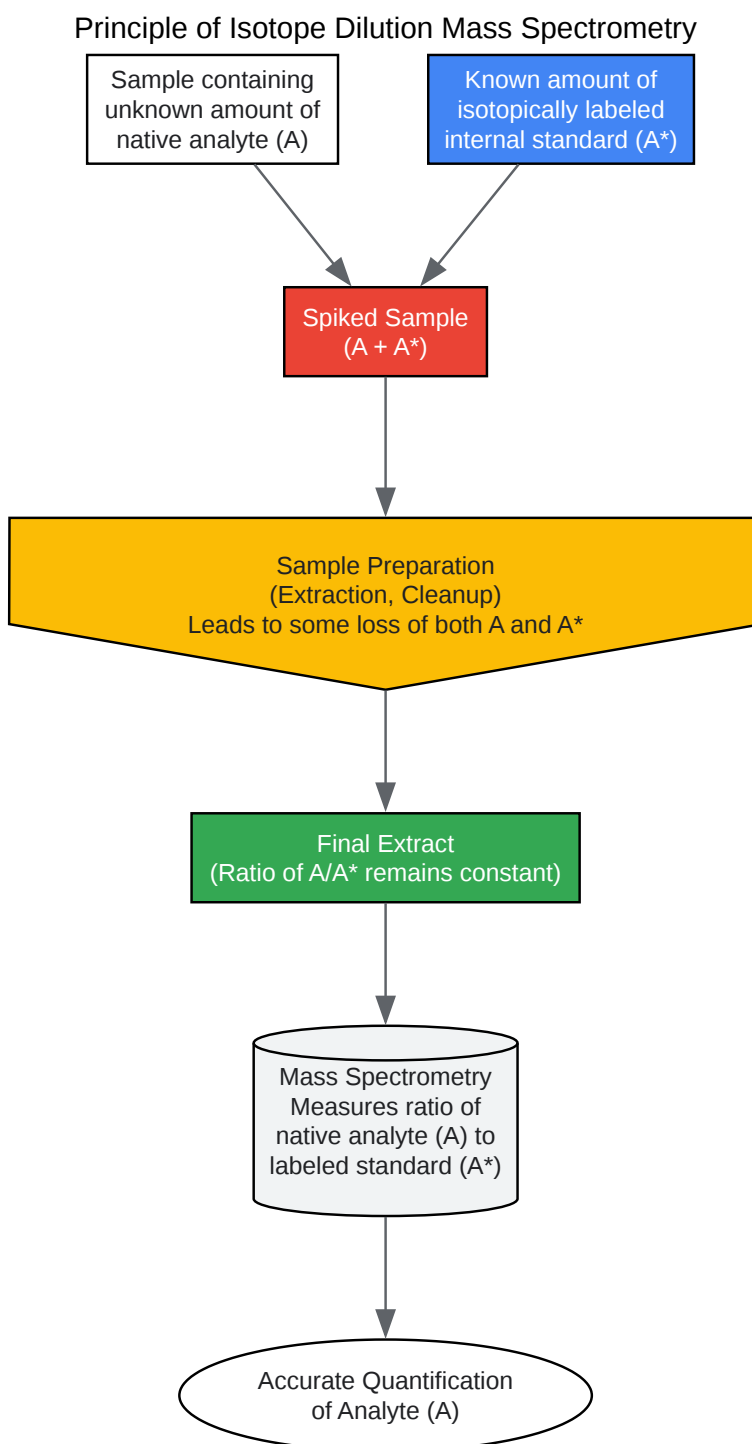 Principle of Isotope Dilution Mass Spectrometry
Sample containing
unknown amount of
native analyte (A)
Known amount of
isotopically labeled
internal standard (A*)
Spiked Sample
(A + A*)
Sample Preparation
(Extraction, Cleanup)
Leads to some loss of both A and A*
Final Extract
(Ratio of A/A* remains constant)
Mass Spectrometry
Measures ratio of
native analyte (A) to
labeled standard (A*)
Accurate Quantification
of Analyte (A)